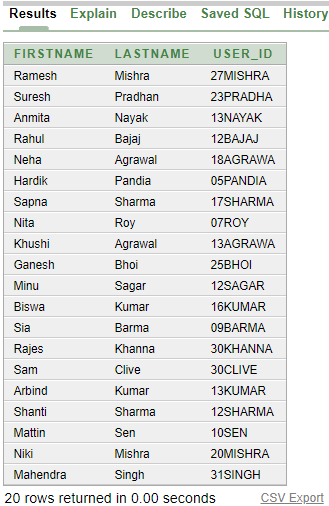 Results Explain Describe Saved SQL History
FIRSTNAME LASTNAME USER_ID
Ramesh Mishra 27MISHRA
Suresh Pradhan 23PRADHA
Anmita Nayak 13NAYAK
Rahul Bajaj 12BAJAJ
Neha Agrawal 18AGRAWA
Hardik Pandia 05PANDIA
Sapna Sharma 17SHARMA
Nita Roy 07ROY
Khushi Agrawal 13AGRAWA
Ganesh Bhoi 25BHOI
Minu Sagar 12SAGAR
Biswa Kumar 16KUMAR
Sia Barma 09BARMA
Rajes Khanna 30KHANNA
Sam Clive 30CLIVE
Arbind Kumar 13KUMAR
Shanti Sharma 12SHARMA
Mattin Sen 10SEN
Niki Mishra 20MISHRA
Mahendra Singh 31SINGH
20 rows returned in 0.00 seconds CSV Export